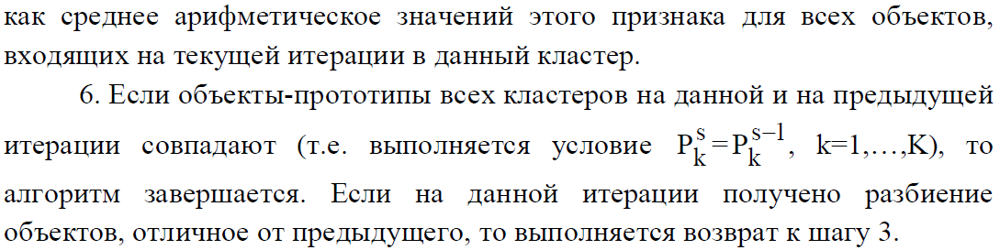 как среднее арифметическое значений этого признака для всех объектов,
входящих на текущей итерации в данный кластер.
6. Если объекты-прототипы всех кластеров на данной и на предыдущей
итерации совпадают (т.е. выполняется условие P_k^s=P_k^{s−1}, k=1,…,K), то
алгоритм завершается. Если на данной итерации получено разбиение
объектов, отличное от предыдущего, то выполняется возврат к шагу 3.